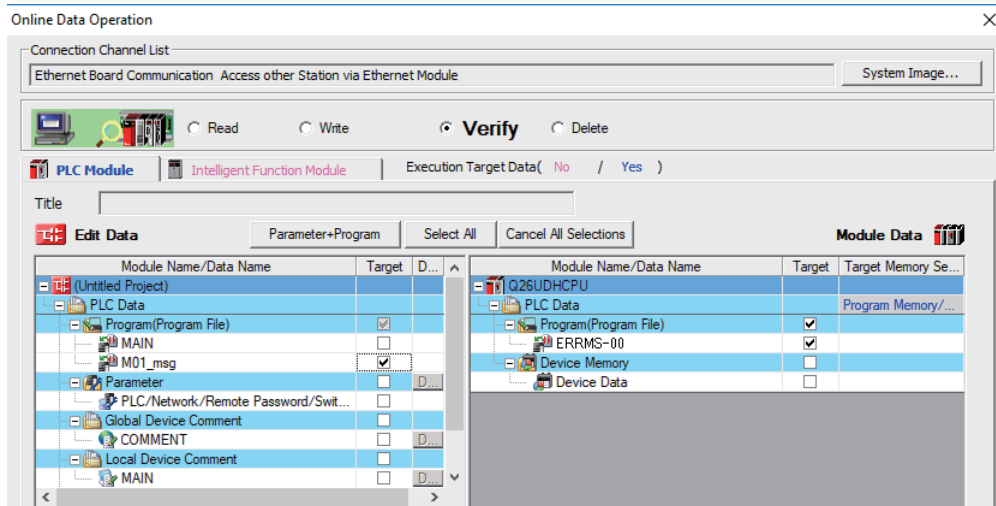 Online Data Operation
Connection Channel List
Ethernet Board Communication Access other Station via Ethernet Module
System Image...
Read Write Verify Delete
PLC Module Intelligent Function Module Execution Target Data( No / Yes )
Title
Edit Data Parameter+Program Select All Cancel All Selections Module Data
Module Name/Data Name Target D... Module Name/Data Name Target Target Memory Se...
(Untitled Project) Q26UDHCPU
PLC Data PLC Data Program Memory/...
Program(Program File) Program(Program File)
MAIN ERRMS-00
M01_msg Device Memory
Parameter D... Device Data
PLC/Network/Remote Password/Swit...
Global Device Comment
COMMENT D...
Local Device Comment
MAIN D...